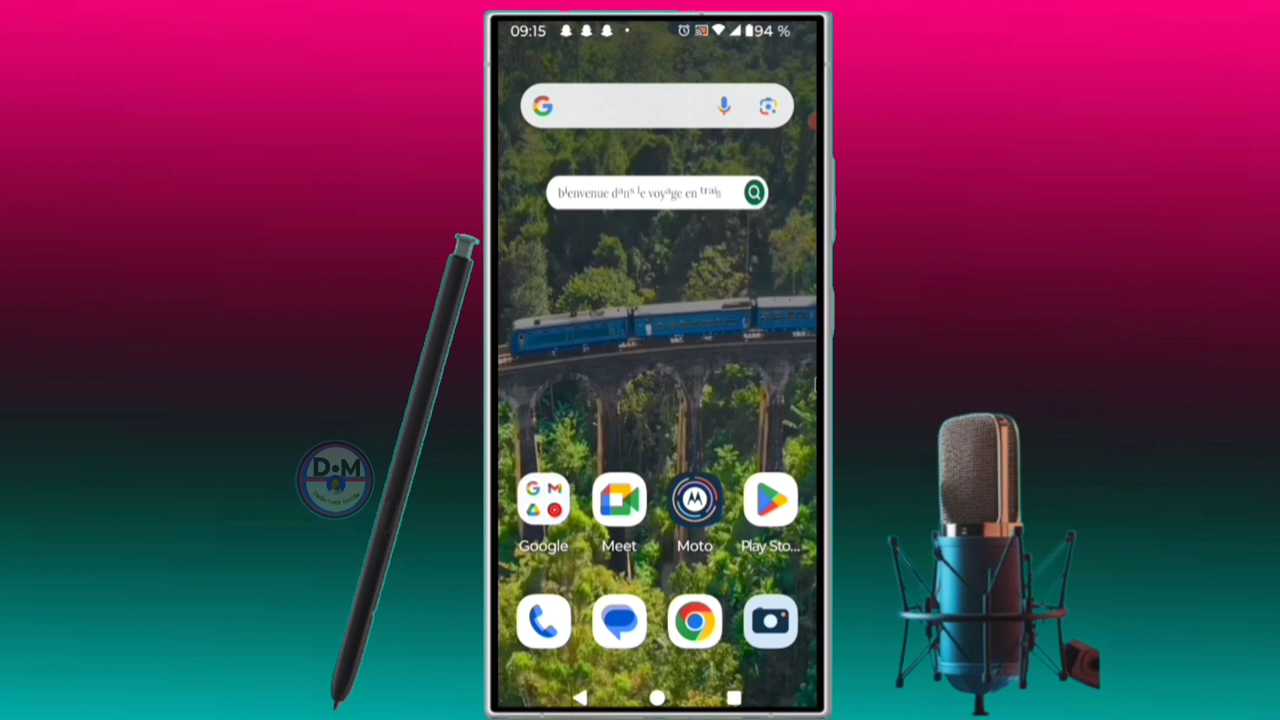 09:15
94 %
bienvenue dans le voyage en train
D•M
Google
Meet
Moto
Play Sto...